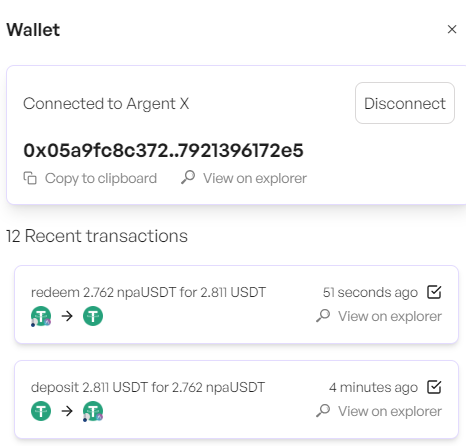 Wallet
Connected to Argent X
Disconnect
0x05a9fc8c372..7921396172e5
Copy to clipboard View on explorer
12 Recent transactions
redeem 2.762 npaUSDT for 2.811 USDT 51 seconds ago
View on explorer
deposit 2.811 USDT for 2.762 npaUSDT 4 minutes ago
View on explorer